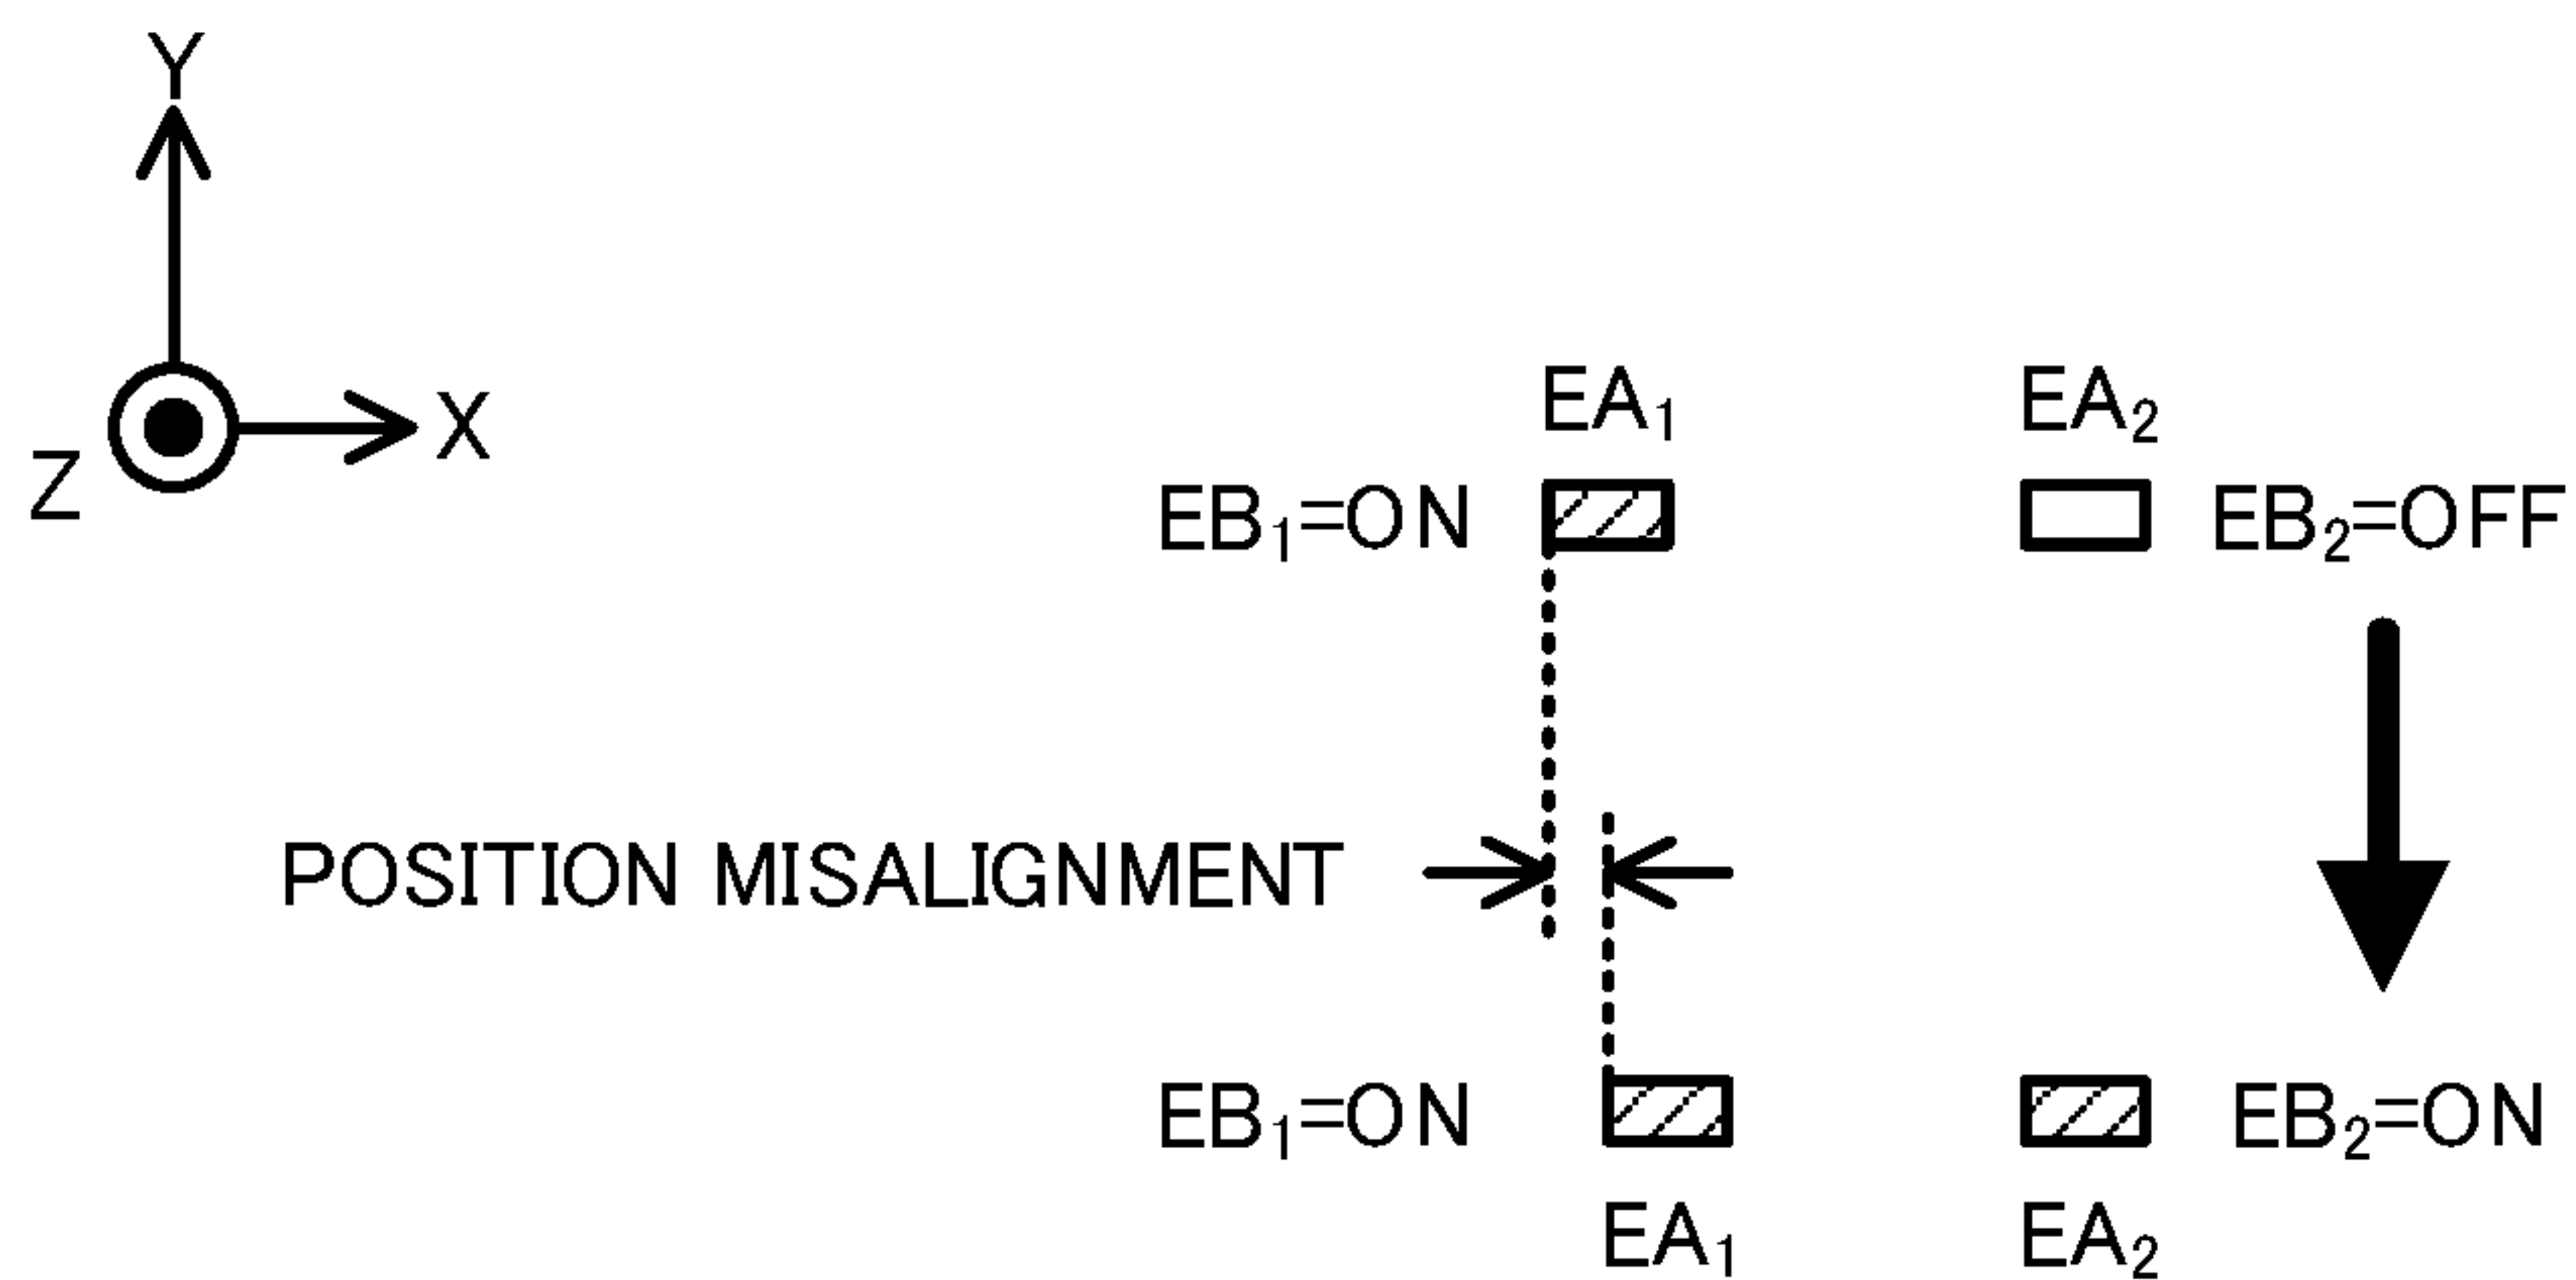 Y
X
Z
EA₁ EA₂
EB₁=ON EB₂=OFF
POSITION MISALIGNMENT
EB₁=ON EB₂=ON
EA₁ EA₂